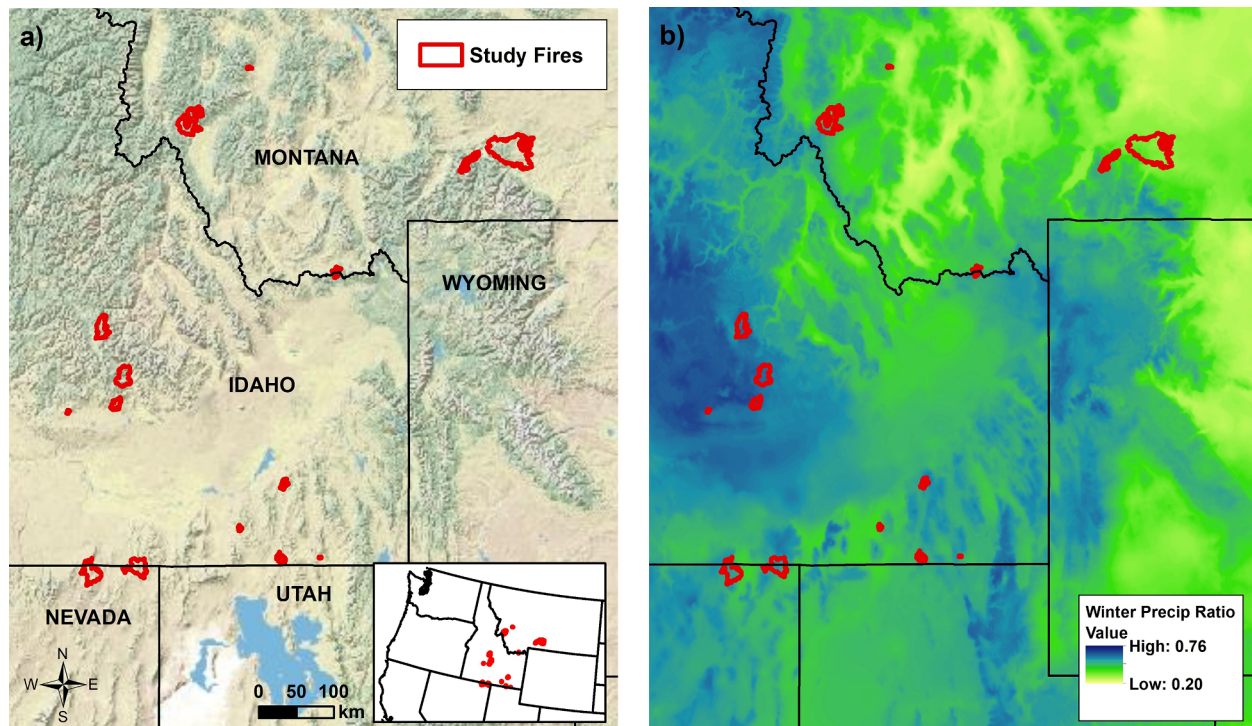 a)
Study Fires
MONTANA
WYOMING
IDAHO
NEVADA
UTAH
N
W E
S
0 50 100
km
b)
Winter Precip Ratio
Value
High: 0.76
Low: 0.20